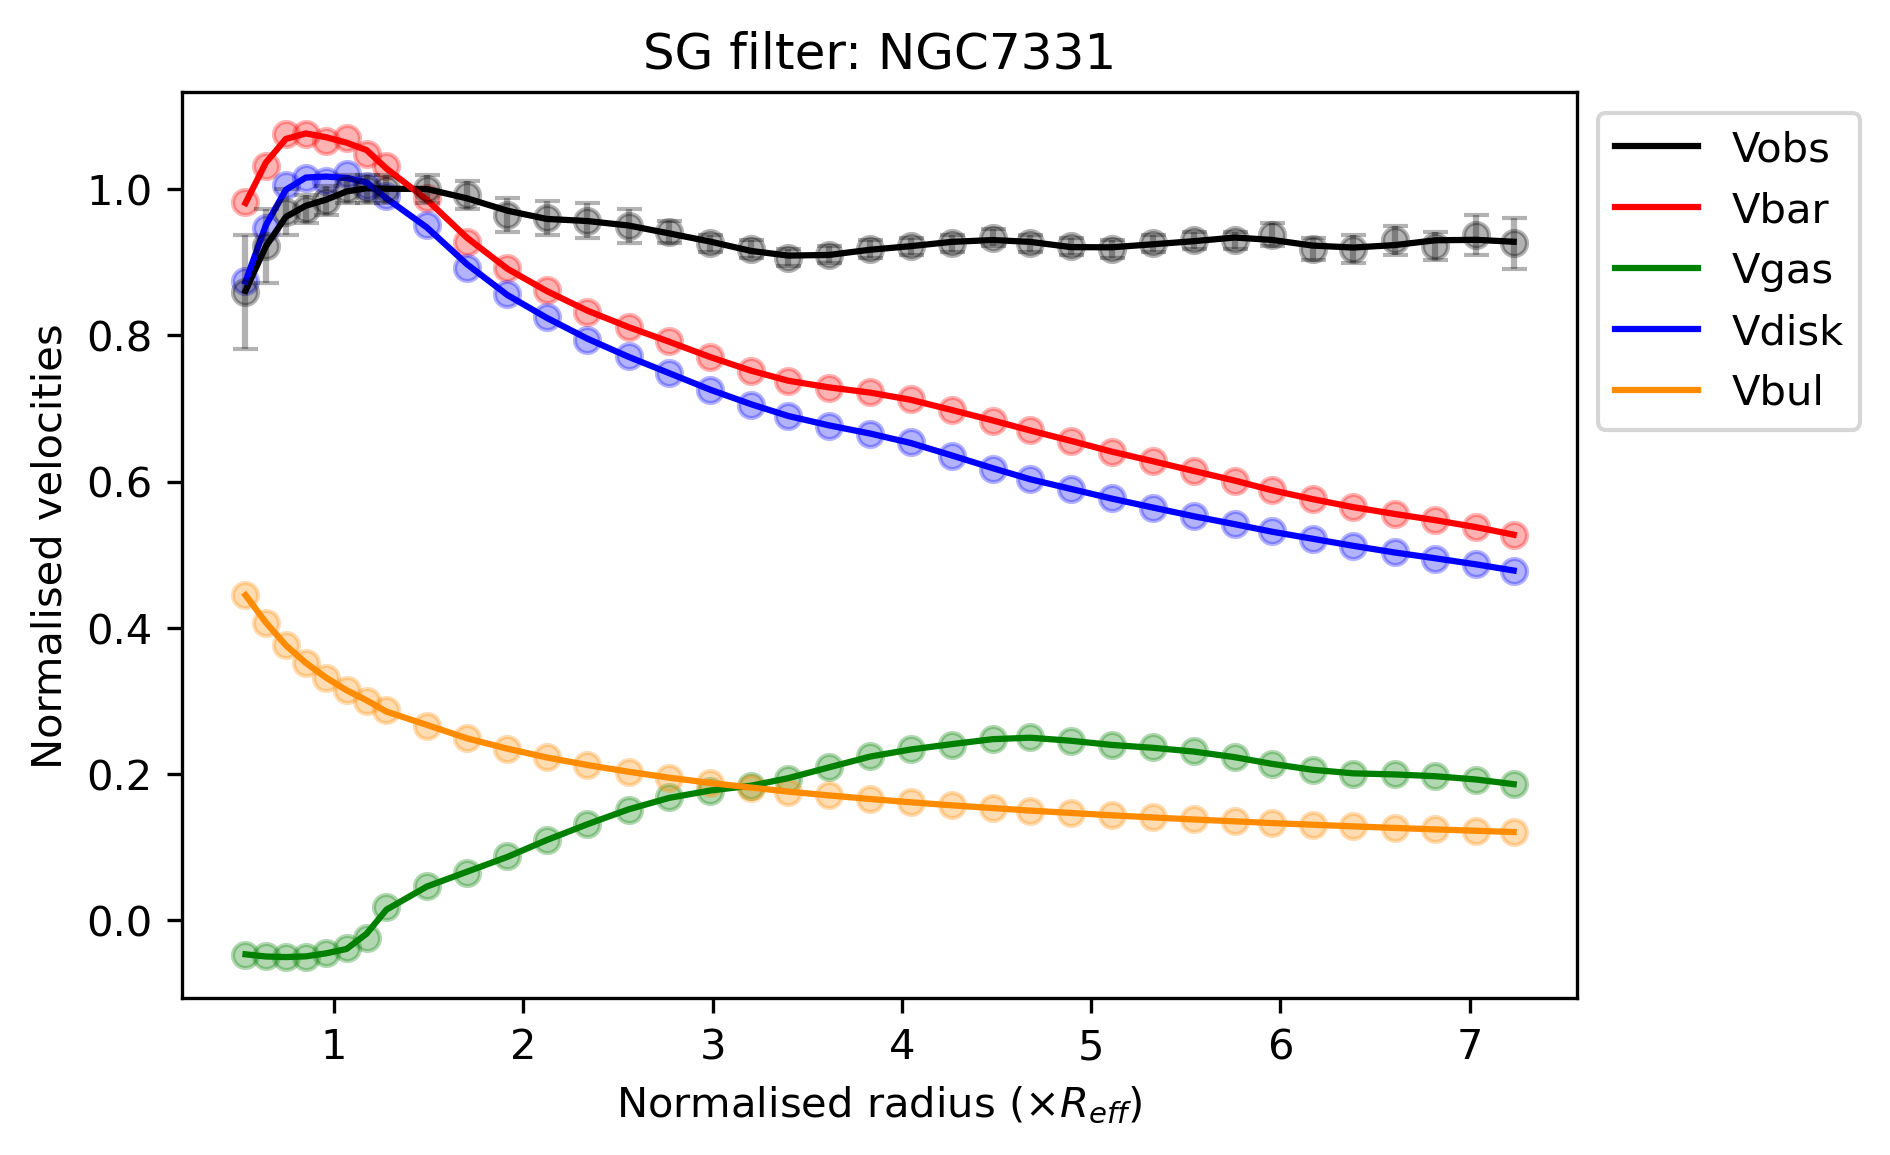 SG filter: NGC7331
Normalised velocities
1.0
0.8
0.6
0.4
0.2
0.0
1 2 3 4 5 6 7
Normalised radius (×R_eff)
Vobs
Vbar
Vgas
Vdisk
Vbul